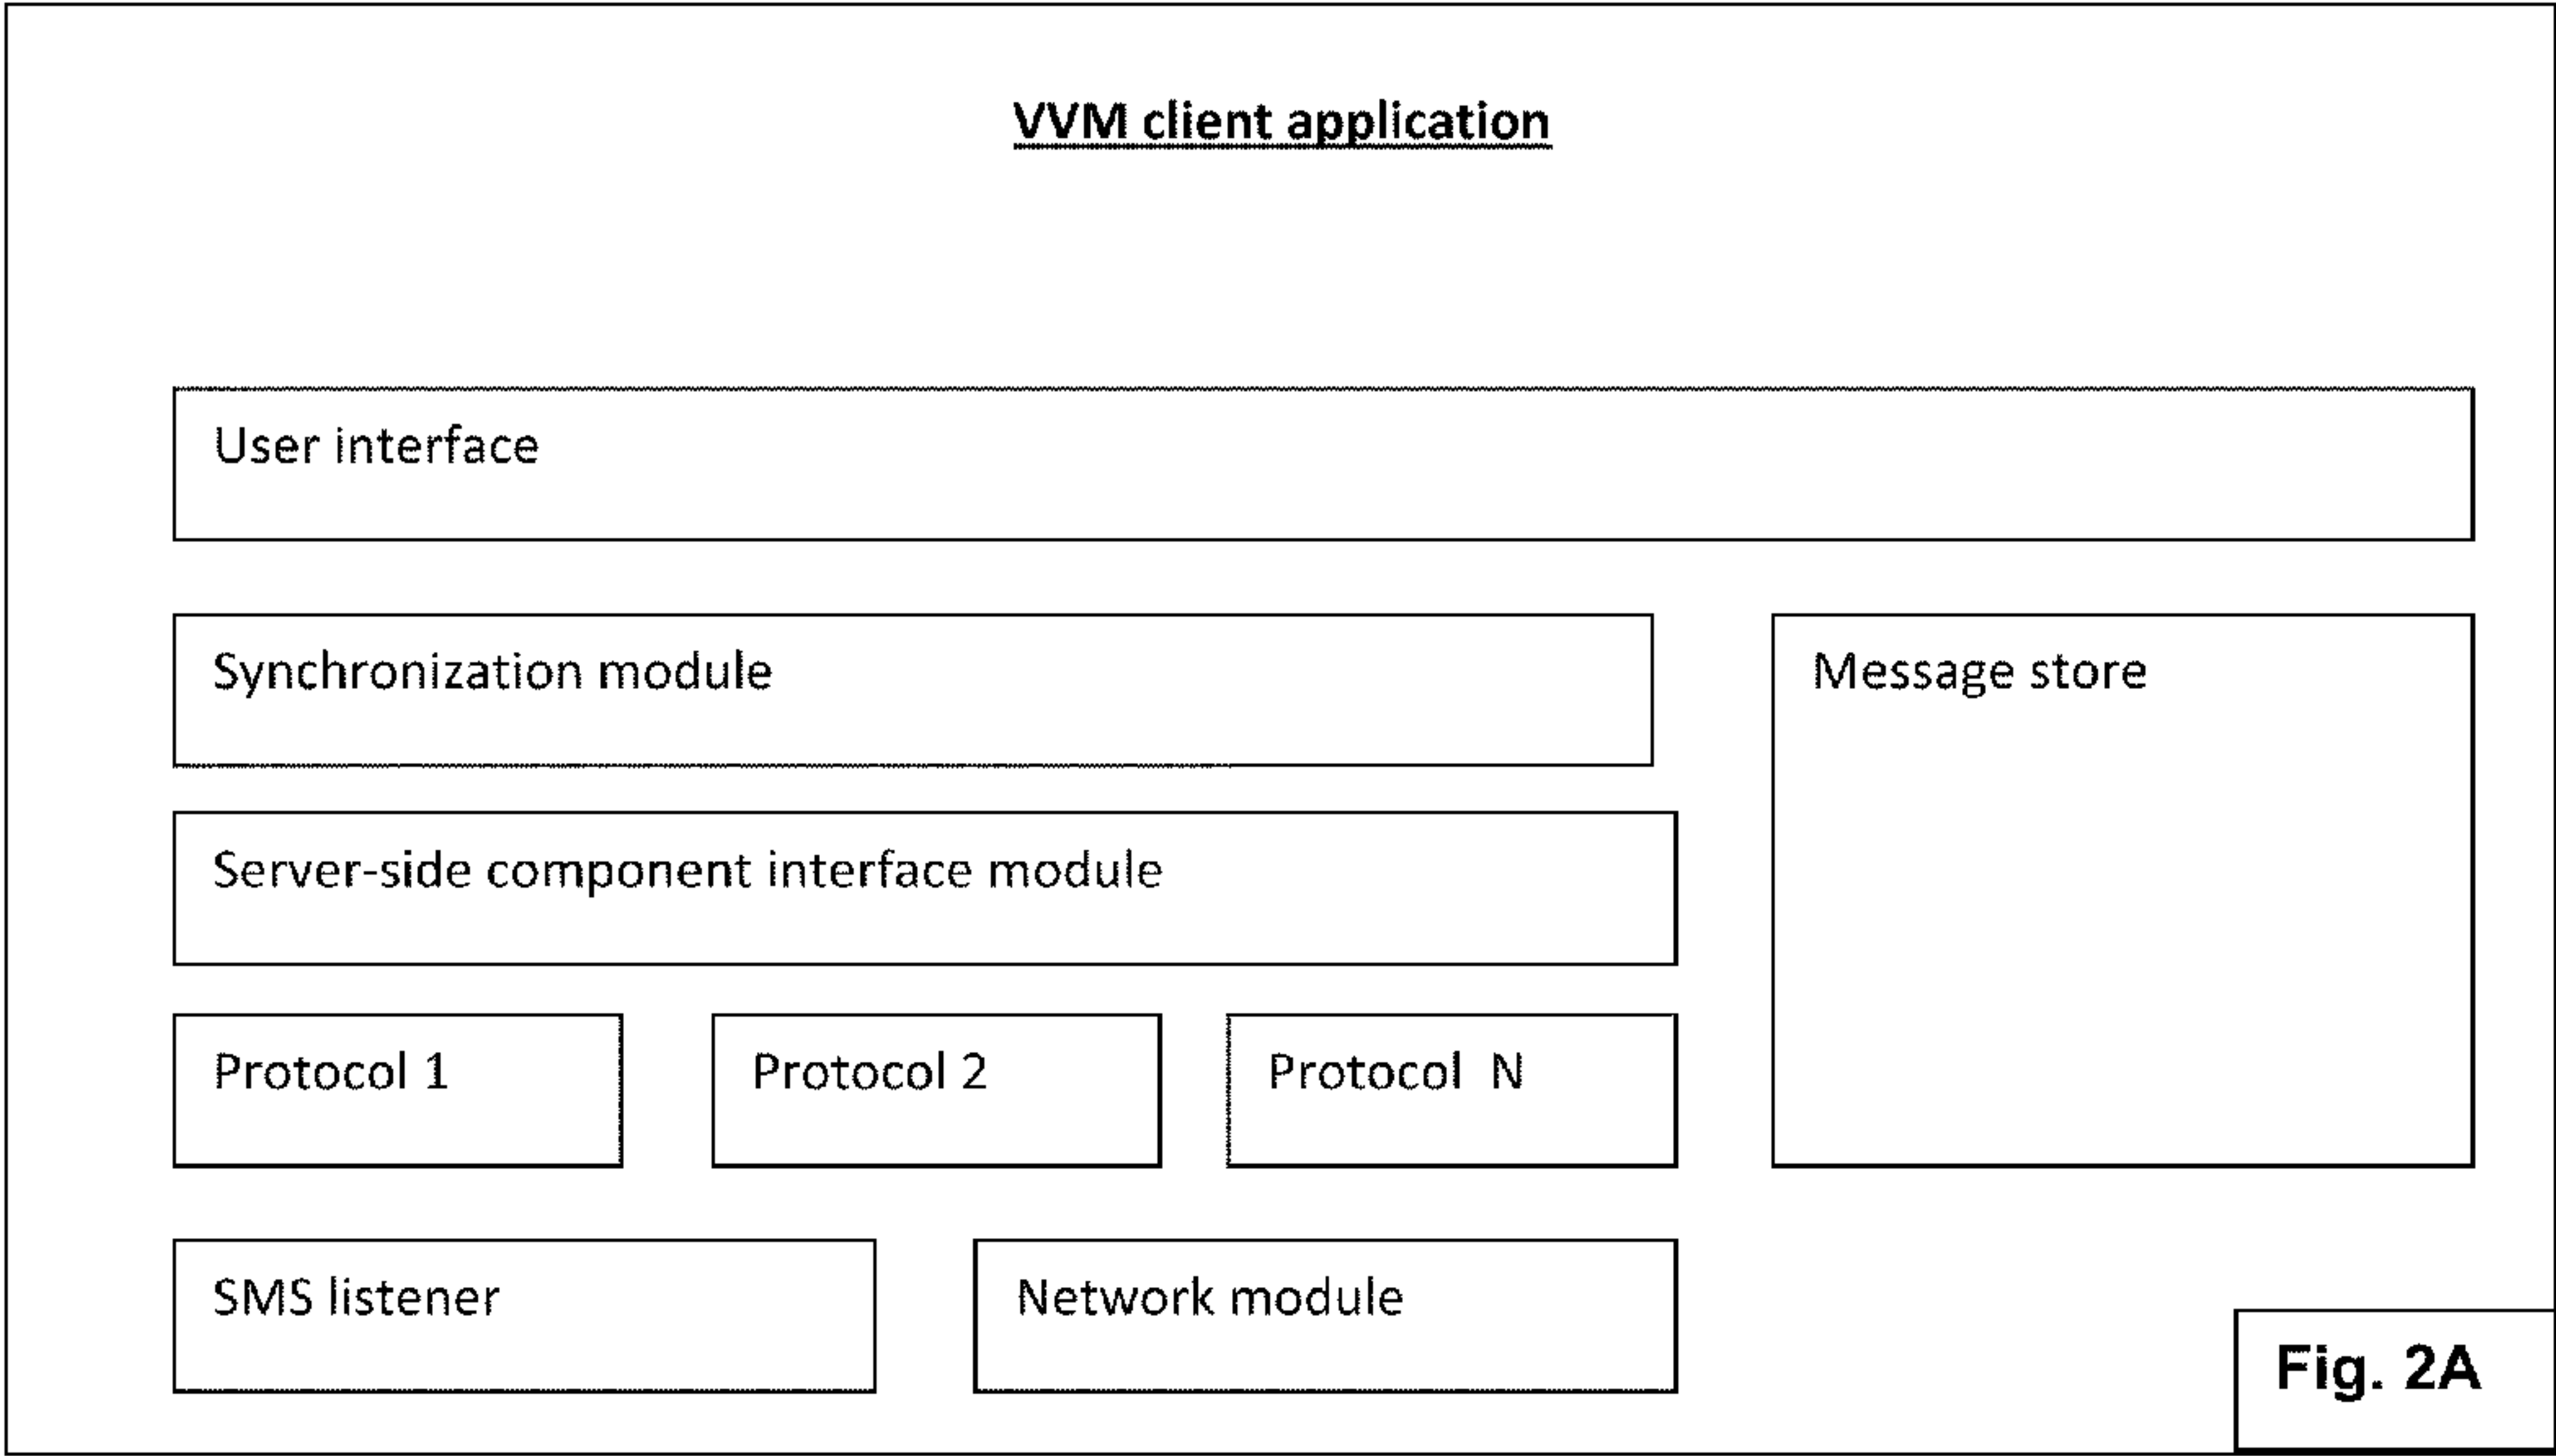 VVM client application
User interface
Synchronization module
Message store
Server-side component interface module
Protocol 1
Protocol 2
Protocol N
SMS listener
Network module
Fig. 2A